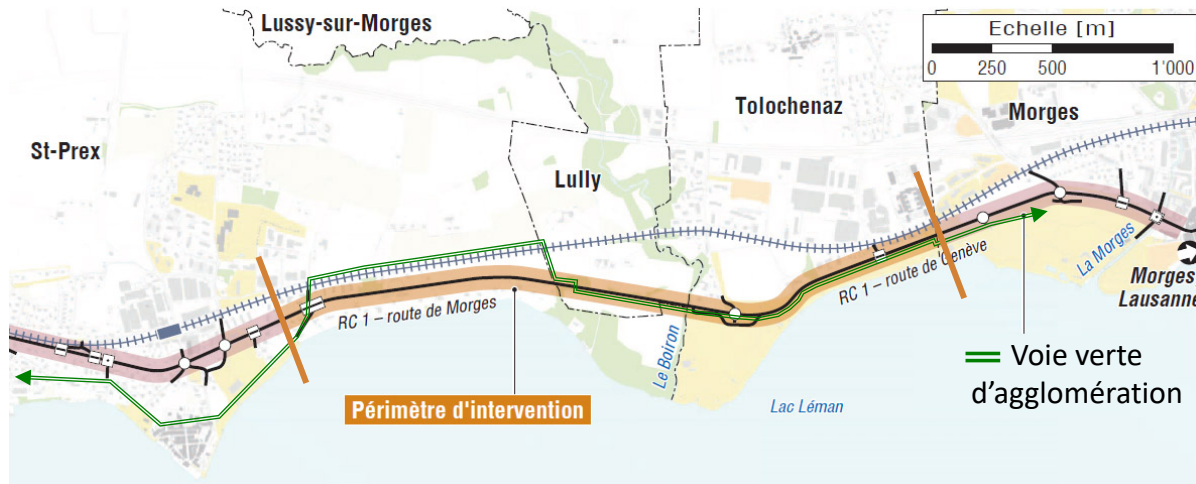 Lussy-sur-Morges
Echelle [m]
0 250 500 1'000
Tolochenaz
Morges
St-Prex
Lully
RC 1 – route de Morges
RC 1 – route de Genève
La Morges
Morges
Lausanne
Le Boiron
Périmètre d'intervention
Lac Léman
Voie verte
d'agglomération